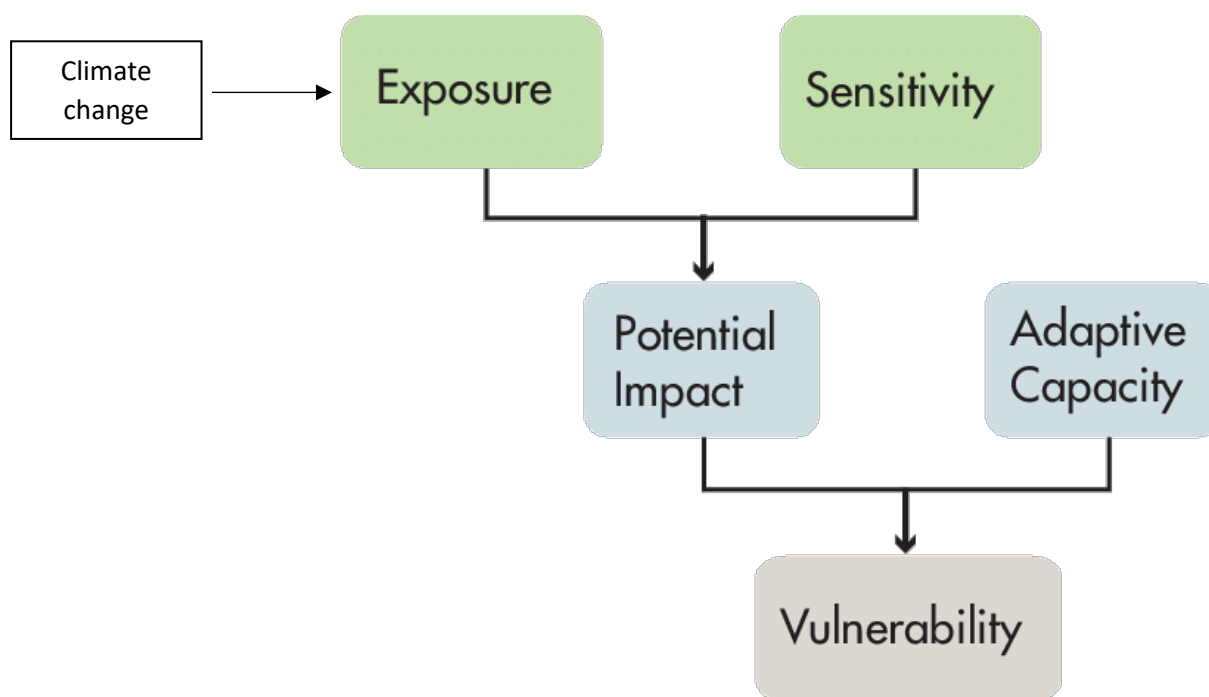 Climate
change
Exposure
Sensitivity
Potential
Impact
Adaptive
Capacity
Vulnerability